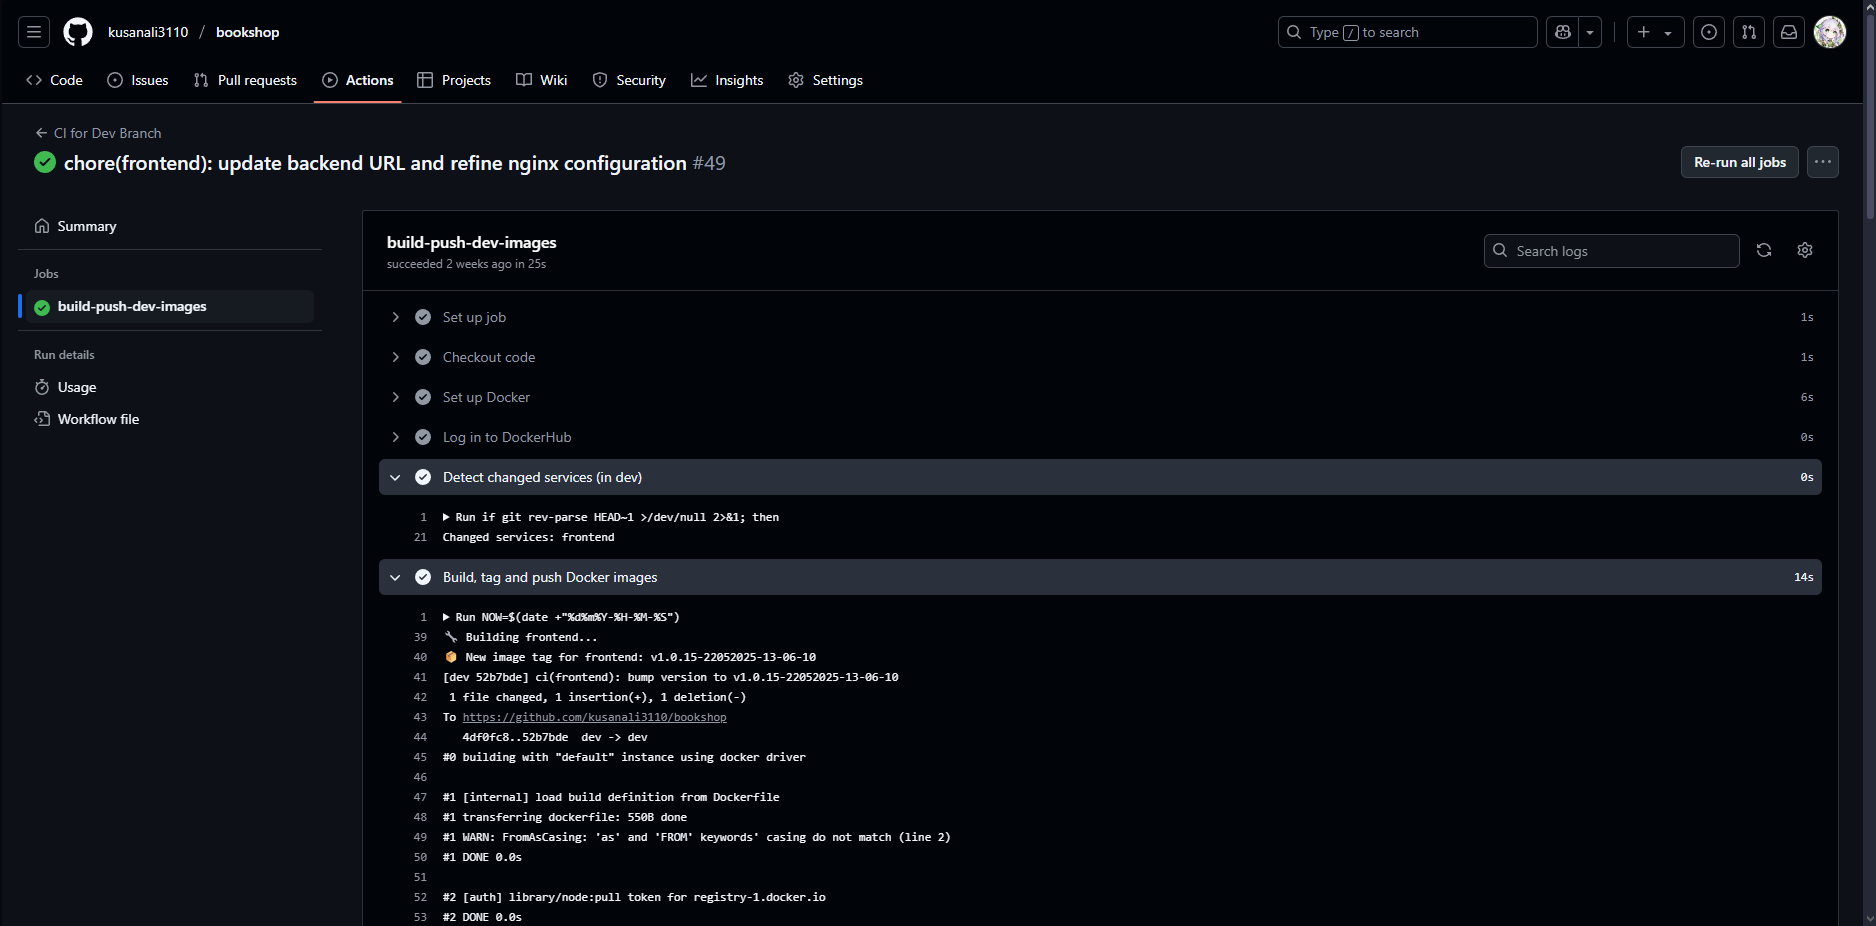 kusanali3110 / bookshop
Type / to search
Code
Issues
Pull requests
Actions
Projects
Wiki
Security
Insights
Settings
CI for Dev Branch
chore(frontend): update backend URL and refine nginx configuration #49
Re-run all jobs
Summary
Jobs
build-push-dev-images
Run details
Usage
Workflow file
build-push-dev-images
succeeded 2 weeks ago in 25s
Search logs
Set up job 1s
Checkout code 1s
Set up Docker 6s
Log in to DockerHub 0s
Detect changed services (in dev) 0s
1 Run if git rev-parse HEAD~1 >/dev/null 2>&1; then
21 Changed services: frontend
Build, tag and push Docker images 14s
1 Run NOW=$(date +"%d%m%Y-%H-%M-%S")
39 🔧 Building frontend...
40 📦 New image tag for frontend: v1.0.15-22052025-13-06-10
41 [dev 52b7bde] ci(frontend): bump version to v1.0.15-22052025-13-06-10
42 1 file changed, 1 insertion(+), 1 deletion(-)
43 To https://github.com/kusanali3110/bookshop
44 4df0fc8..52b7bde dev -> dev
45 #0 building with "default" instance using docker driver
46
47 #1 [internal] load build definition from Dockerfile
48 #1 transferring dockerfile: 550B done
49 #1 WARN: FromAsCasing: 'as' and 'FROM' keywords' casing do not match (line 2)
50 #1 DONE 0.0s
51
52 #2 [auth] library/node:pull token for registry-1.docker.io
53 #2 DONE 0.0s